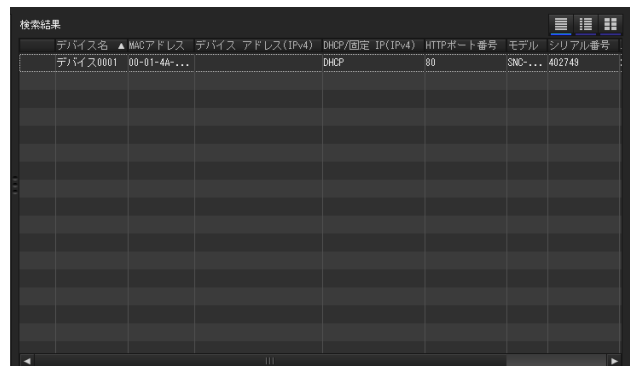 検索結果
デバイス名 ▲ MACアドレス デバイス アドレス(IPv4) DHCP/固定 IP(IPv4) HTTPポート番号 モデル シリアル番号
デバイス0001 00-01-4A-... DHCP 80 SNC-... 402749